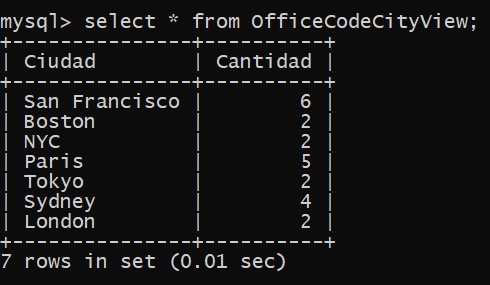 mysql> select * from OfficeCodeCityView;
+---------------+----------+
| Ciudad        | Cantidad |
+---------------+----------+
| San Francisco |        6 |
| Boston        |        2 |
| NYC           |        2 |
| Paris         |        5 |
| Tokyo         |        2 |
| Sydney        |        4 |
| London        |        2 |
+---------------+----------+
7 rows in set (0.01 sec)